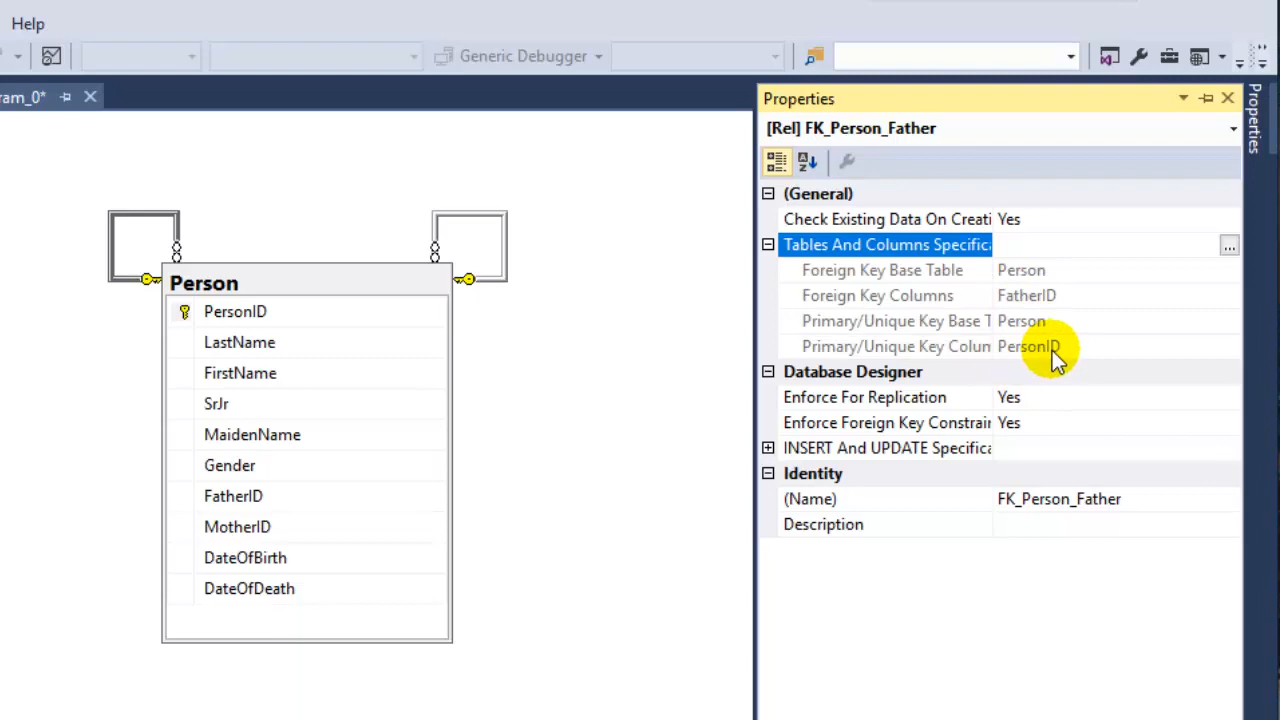 Help
Generic Debugger
ram_0*
Properties
Properties
[Rel] FK_Person_Father
(General)
Check Existing Data On Creati Yes
Tables And Columns Specifica
...
Foreign Key Base Table Person
Foreign Key Columns FatherID
Primary/Unique Key Base T Person
Primary/Unique Key Colum PersonID
Database Designer
Enforce For Replication Yes
Enforce Foreign Key Constrair Yes
INSERT And UPDATE Specifica
Identity
(Name) FK_Person_Father
Description
Person
PersonID
LastName
FirstName
SrJr
MaidenName
Gender
FatherID
MotherID
DateOfBirth
DateOfDeath